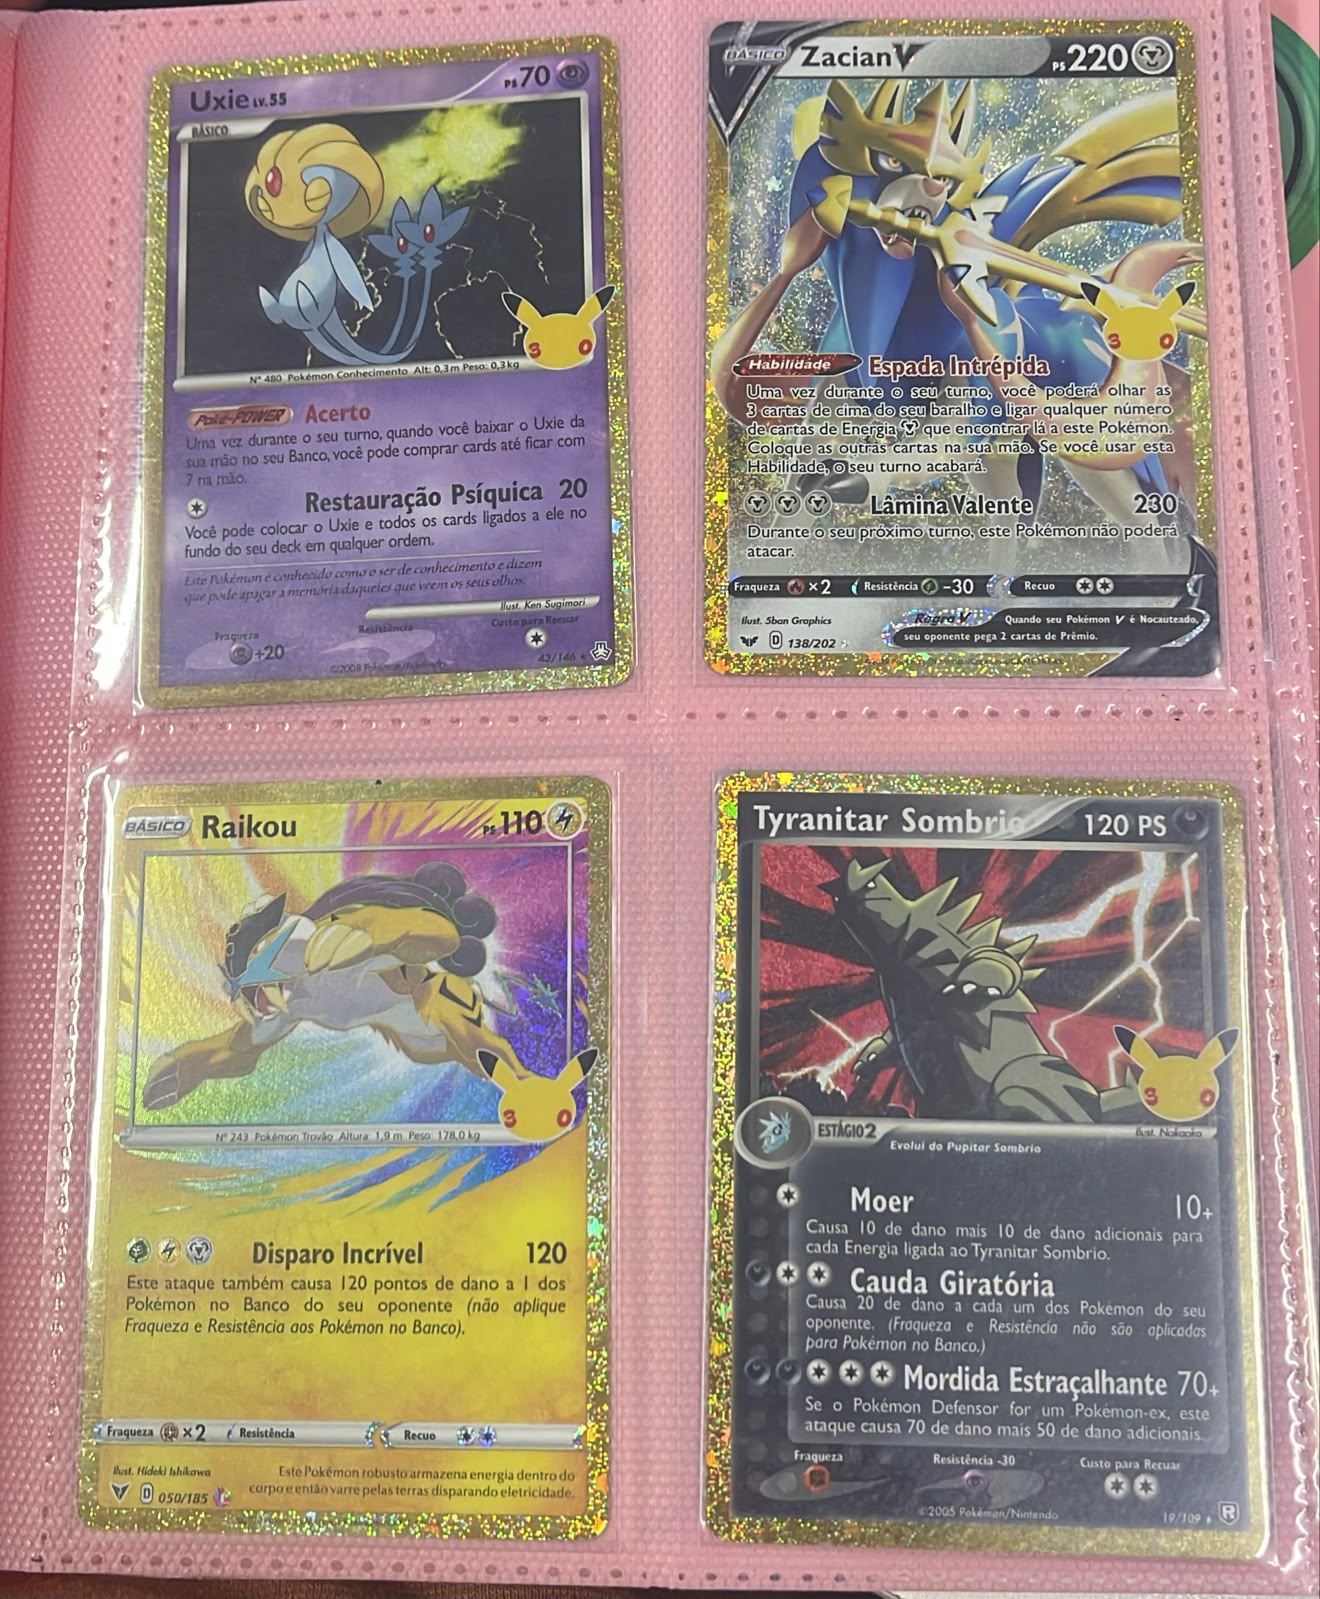 Uxie LV.55
PS 70
BÁSICO
3 0
Nº 480 Pokémon Conhecimento Alt: 0,3m Peso: 0,3kg
Poké-POWER Acerto
Uma vez durante o seu turno, quando você baixar o Uxie da
sua mão no seu Banco, você pode comprar cards até ficar com
7 na mão.
Restauração Psíquica 20
Você pode colocar o Uxie e todos os cards ligados a ele no
fundo do seu deck em qualquer ordem.
Este Pokémon é conhecido como o ser de conhecimento e dizem
que pode apagar a memória daqueles que veem os seus olhos.
Ilust. Ken Sugimori
Fraqueza
Resistência
Custo para Recuar
+20
©2008 Pokémon/Nintendo
43/146
BÁSICO Zacian V PS 220
3 0
Habilidade Espada Intrépida
Uma vez durante o seu turno, você poderá olhar as
3 cartas de cima do seu baralho e ligar qualquer número
de cartas de Energia que encontrar lá a este Pokémon.
Coloque as outras cartas na sua mão. Se você usar esta
Habilidade, o seu turno acabará.
Lâmina Valente 230
Durante o seu próximo turno, este Pokémon não poderá
atacar.
Fraqueza ×2 Resistência -30 Recuo
Ilust. 5ban Graphics
D 138/202
Regra V Quando seu Pokémon V é Nocauteado,
seu oponente pega 2 cartas de Prêmio.
BÁSICO Raikou PS 110
3 0
Nº 243 Pokémon Trovão Altura: 1,9 m Peso: 178,0 kg
Disparo Incrível 120
Este ataque também causa 120 pontos de dano a 1 dos
Pokémon no Banco do seu oponente (não aplique
Fraqueza e Resistência aos Pokémon no Banco).
Fraqueza ×2 Resistência Recuo
Ilust. Hideki Ishikawa
D 050/185
Este Pokémon robusto armazena energia dentro do
corpo e então varre pelas terras disparando eletricidade.
Tyranitar Sombrio 120 PS
3 0
ESTÁGIO 2
Ilust. Nakaoka
Evolui do Pupitar Sombrio
Moer 10+
Causa 10 de dano mais 10 de dano adicionais para
cada Energia ligada ao Tyranitar Sombrio.
Cauda Giratória
Causa 20 de dano a cada um dos Pokémon do seu
oponente. (Fraqueza e Resistência não são aplicadas
para Pokémon no Banco.)
Mordida Estraçalhante 70+
Se o Pokémon Defensor for um Pokémon-ex, este
ataque causa 70 de dano mais 50 de dano adicionais.
Fraqueza
Resistência -30
Custo para Recuar
©2005 Pokémon/Nintendo
19/109
R